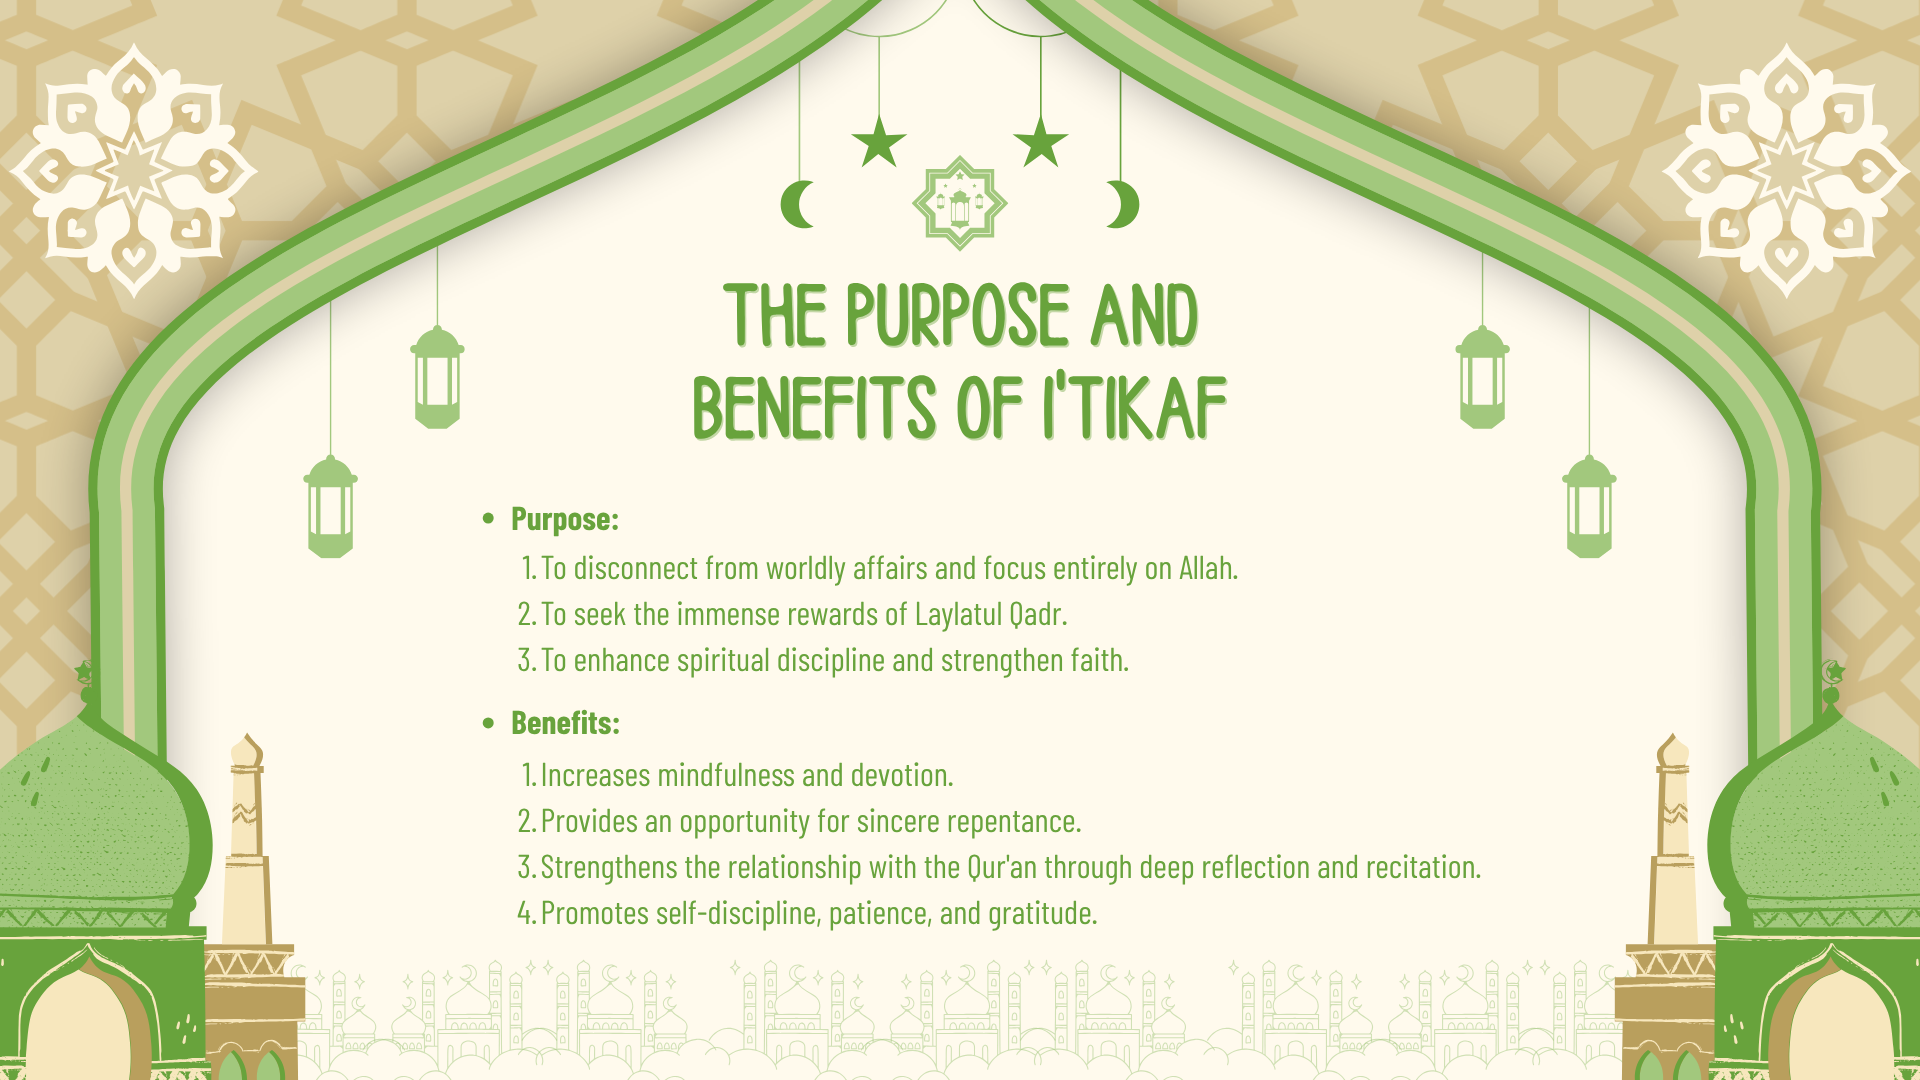 THE PURPOSE AND
BENEFITS OF I'TIKAF
• Purpose:
1. To disconnect from worldly affairs and focus entirely on Allah.
2. To seek the immense rewards of Laylatul Qadr.
3. To enhance spiritual discipline and strengthen faith.
• Benefits:
1. Increases mindfulness and devotion.
2. Provides an opportunity for sincere repentance.
3. Strengthens the relationship with the Qur'an through deep reflection and recitation.
4. Promotes self-discipline, patience, and gratitude.